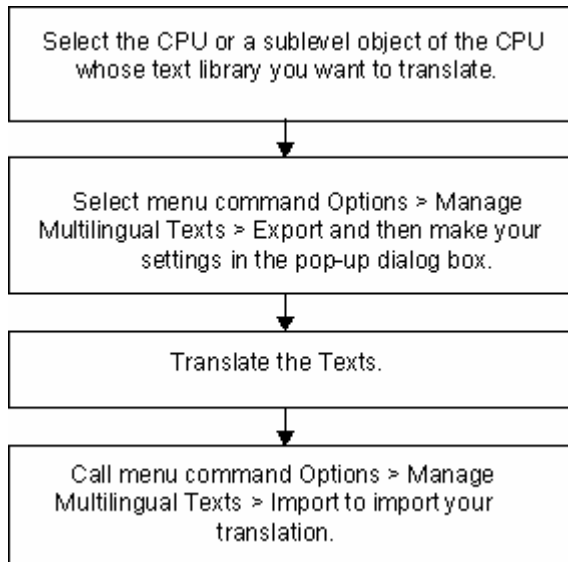 Select the CPU or a sublevel object of the CPU
whose text library you want to translate.
Select menu command Options > Manage
Multilingual Texts > Export and then make your
settings in the pop-up dialog box.
Translate the Texts.
Call menu command Options > Manage
Multilingual Texts > Import to import your
translation.